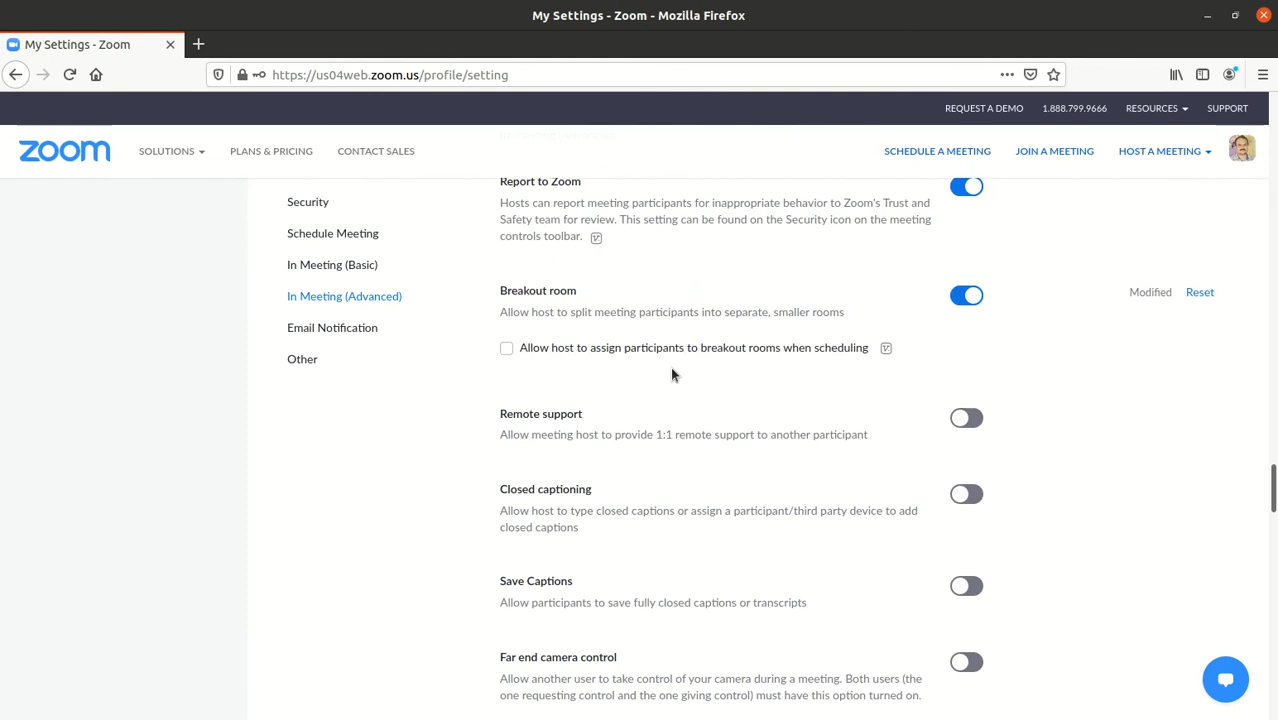 My Settings - Zoom - Mozilla Firefox
My Settings - Zoom
https://us04web.zoom.us/profile/setting
REQUEST A DEMO 1.888.799.9666 RESOURCES SUPPORT
zoom SOLUTIONS PLANS & PRICING CONTACT SALES SCHEDULE A MEETING JOIN A MEETING HOST A MEETING
Security
Schedule Meeting
In Meeting (Basic)
In Meeting (Advanced)
Email Notification
Other
Report to Zoom
Hosts can report meeting participants for inappropriate behavior to Zoom's Trust and
Safety team for review. This setting can be found on the Security icon on the meeting
controls toolbar.
Breakout room
Modified Reset
Allow host to split meeting participants into separate, smaller rooms
Allow host to assign participants to breakout rooms when scheduling
Remote support
Allow meeting host to provide 1:1 remote support to another participant
Closed captioning
Allow host to type closed captions or assign a participant/third party device to add
closed captions
Save Captions
Allow participants to save fully closed captions or transcripts
Far end camera control
Allow another user to take control of your camera during a meeting. Both users (the
one requesting control and the one giving control) must have this option turned on.